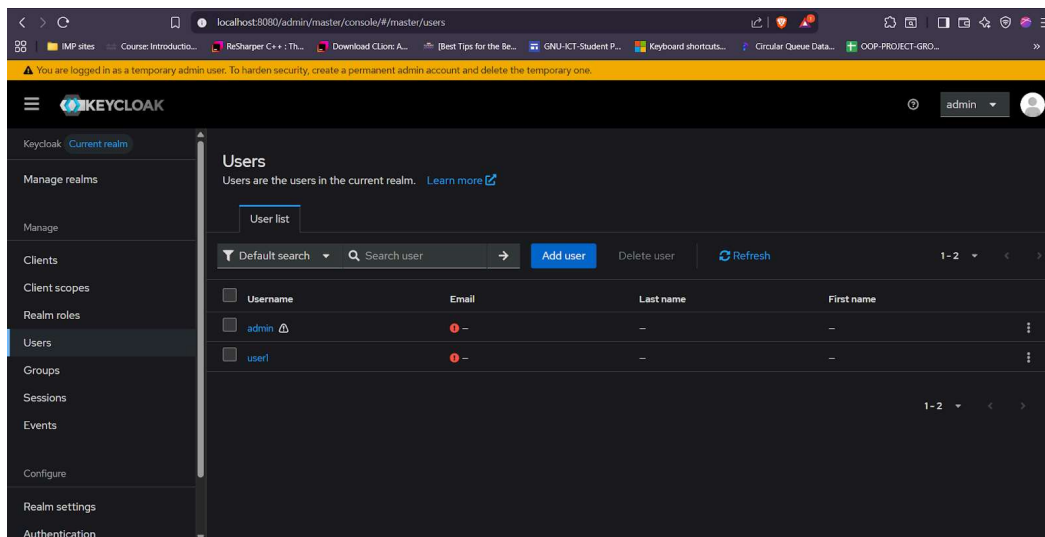 localhost:8080/admin/master/console/#/master/users
IMP sites
Course: Introductio...
ReSharper C++ : Th...
Download CLion: A...
[Best Tips for the Be...
GNU-ICT-Student P...
Keyboard shortcuts...
Circular Queue Data...
OOP-PROJECT-GRO...
»
You are logged in as a temporary admin user. To harden security, create a permanent admin account and delete the temporary one.
KEYCLOAK
admin
Keycloak Current realm
Manage realms
Manage
Clients
Client scopes
Realm roles
Users
Groups
Sessions
Events
Configure
Realm settings
Authentication
Users
Users are the users in the current realm. Learn more
User list
Default search Search user Add user Delete user Refresh 1-2
Username Email Last name First name
admin – – –
user1 – – –
1-2